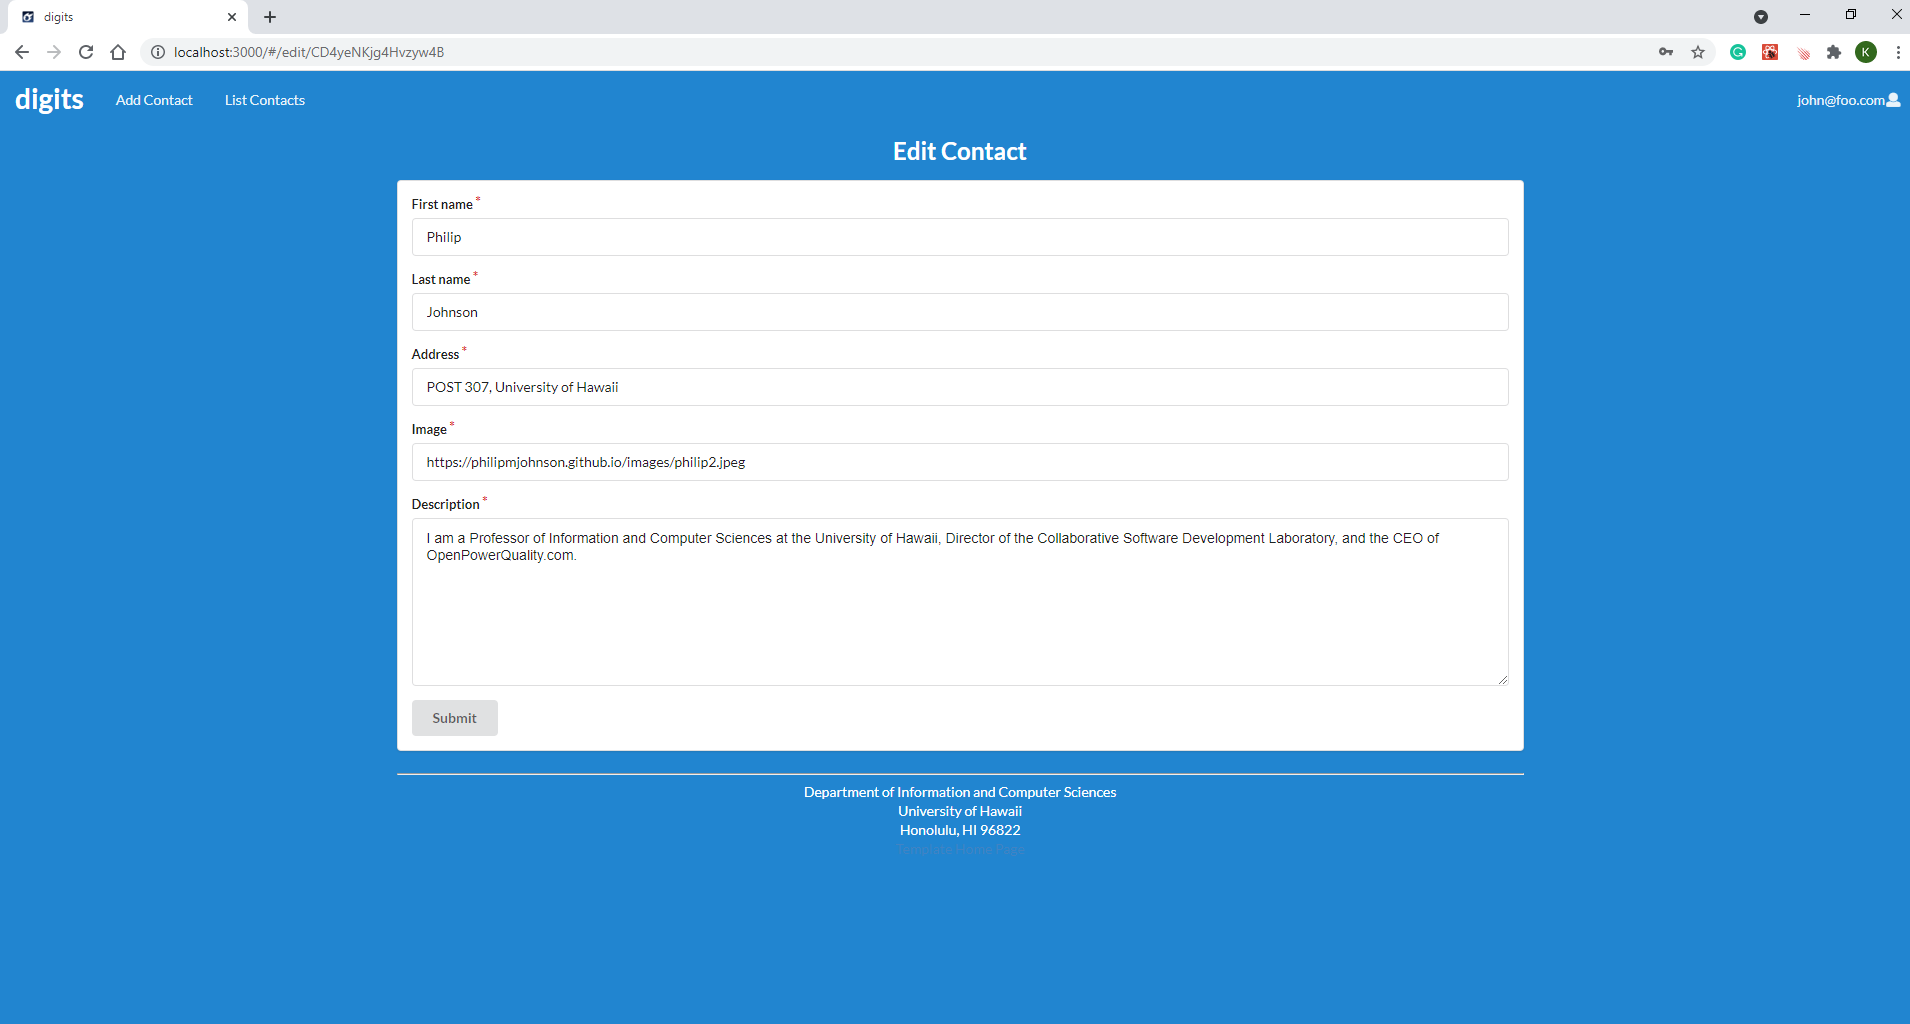 digits
localhost:3000/#/edit/CD4yeNKjg4Hvzyw4B
K
digits
Add Contact
List Contacts
john@foo.com
Edit Contact
First name *
Philip
Last name *
Johnson
Address *
POST 307, University of Hawaii
Image *
https://philipmjohnson.github.io/images/philip2.jpeg
Description *
I am a Professor of Information and Computer Sciences at the University of Hawaii, Director of the Collaborative Software Development Laboratory, and the CEO of
OpenPowerQuality.com.
Submit
Department of Information and Computer Sciences
University of Hawaii
Honolulu, HI 96822
Template Home Page